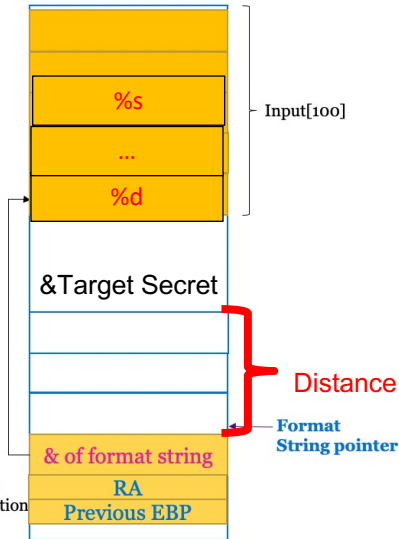 %s
Input[100]
...
%d
&Target Secret
Distance
Format
String pointer
& of format string
RA
tion
Previous EBP